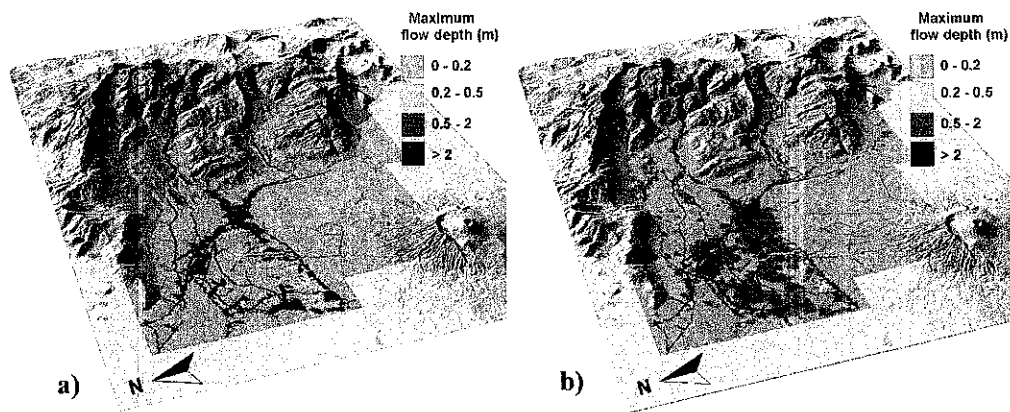 Maximum
flow depth (m)
0 - 0.2
0.2 - 0.5
0.5 - 2
> 2
N
a)
Maximum
flow depth (m)
0 - 0.2
0.2 - 0.5
0.5 - 2
> 2
N
b)